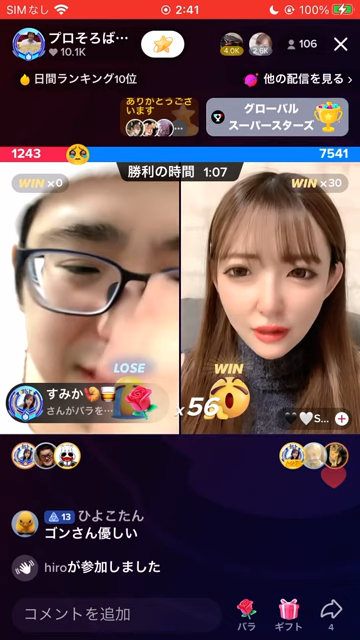 SIMなし
2:41
100%
プロそろば…
10.1K
4.0K
2.6K
106
日間ランキング10位
他の配信を見る
ありがとうござ
います
グローバル
スーパースターズ
1243
7541
勝利の時間 1:07
WIN x0
WIN x30
LOSE
WIN
すみか
さんがバラを…
x56
S...
13 ひよこたん
ゴンさん優しい
hiroが参加しました
コメントを追加
バラ
ギフト
4